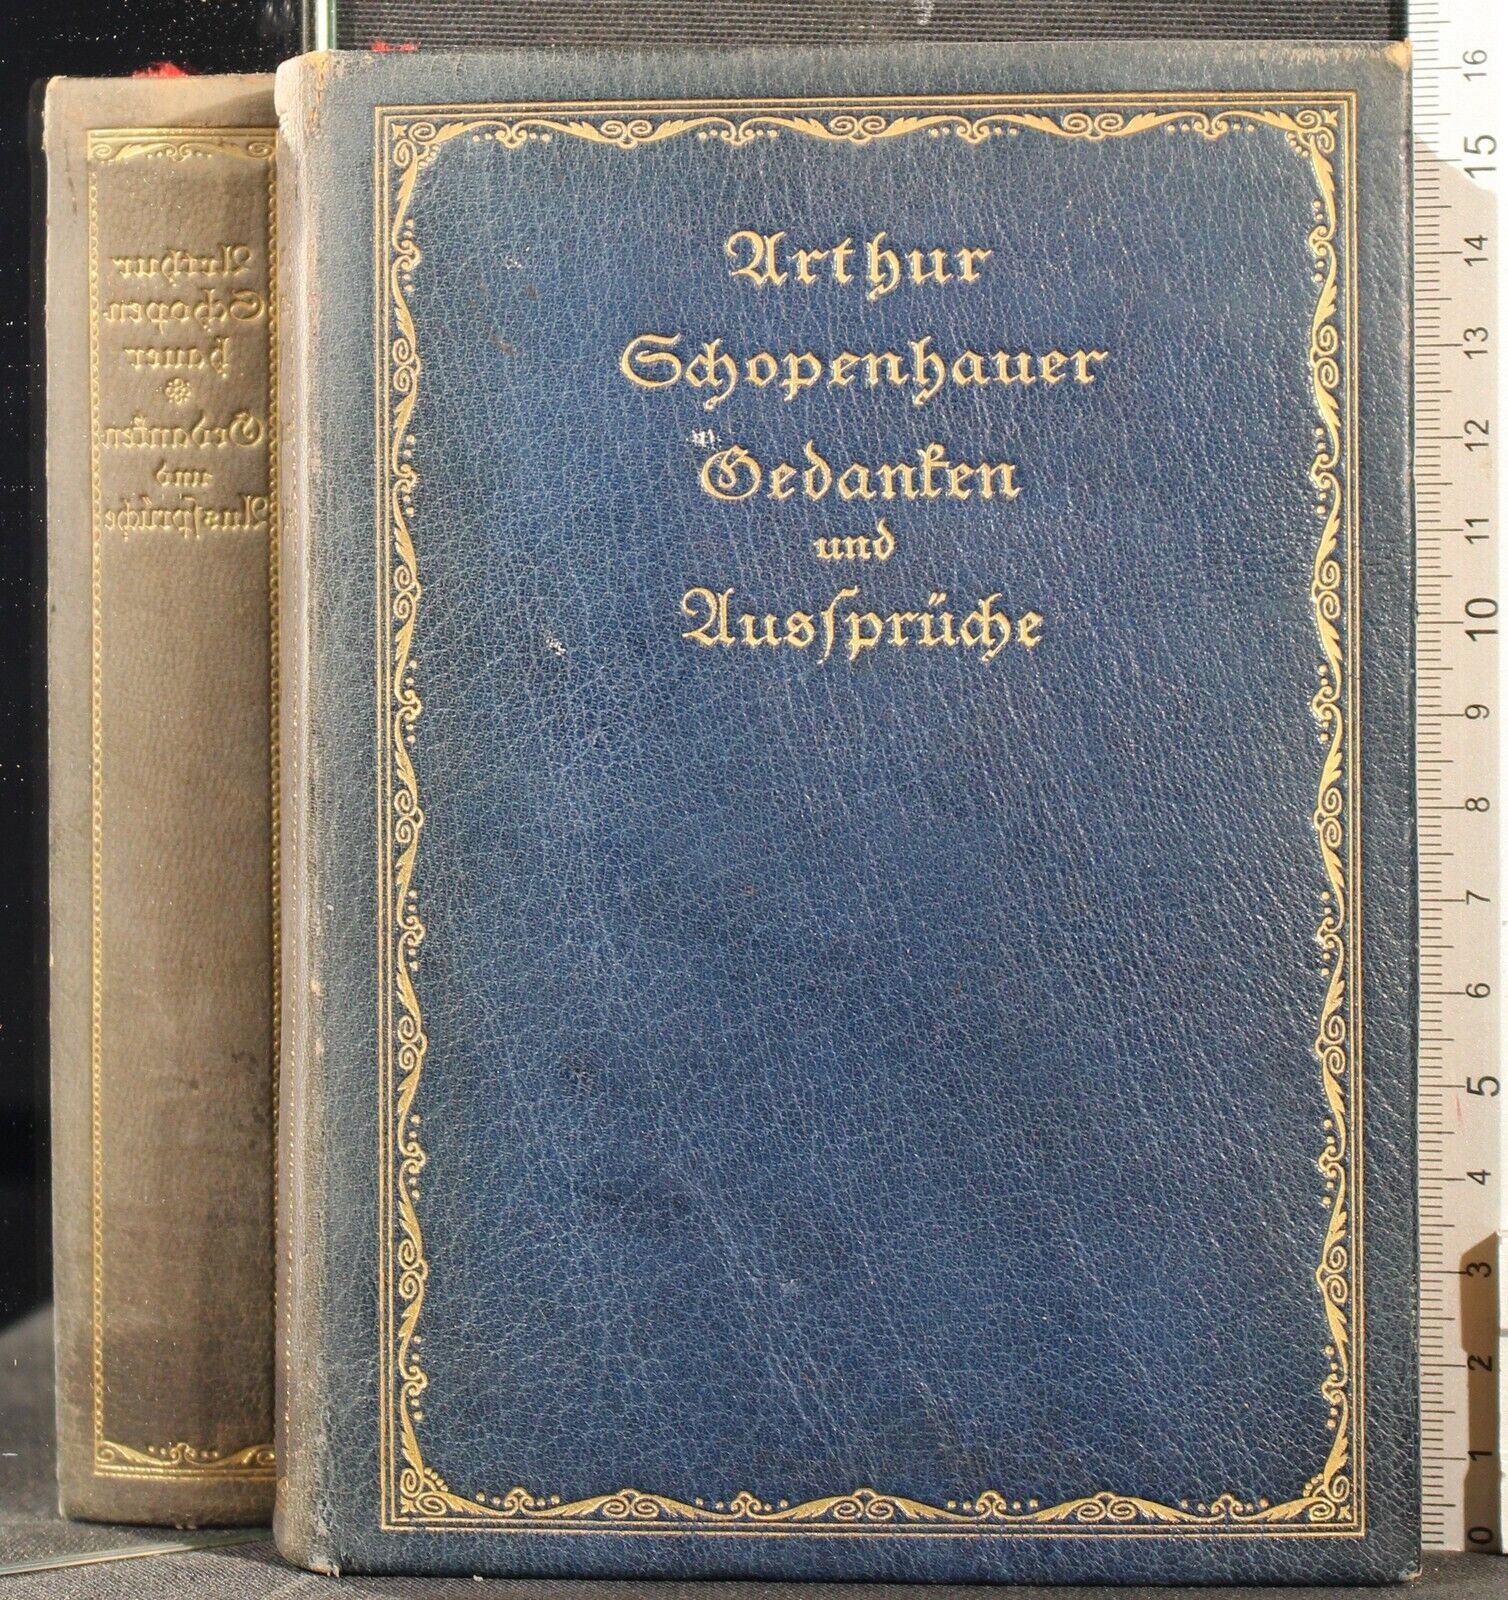 Arthur
Schopenhauer
Gedanken
und
Ausſprüche
Arthur
Schopen-
hauer
Gedanken
und
Ausſprüche
16
15
14
13
12
11
10
9
8
7
6
5
4
3
2
1
0